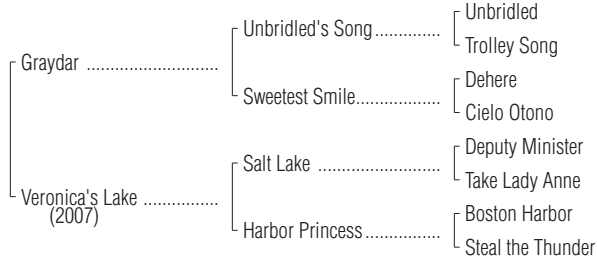 Unbridled
Unbridled's Song..............
Trolley Song
Graydar ............................
Dehere
Sweetest Smile..................
Cielo Otono
Deputy Minister
Salt Lake ..........................
Take Lady Anne
Veronica's Lake ................
(2007)
Boston Harbor
Harbor Princess................
Steal the Thunder